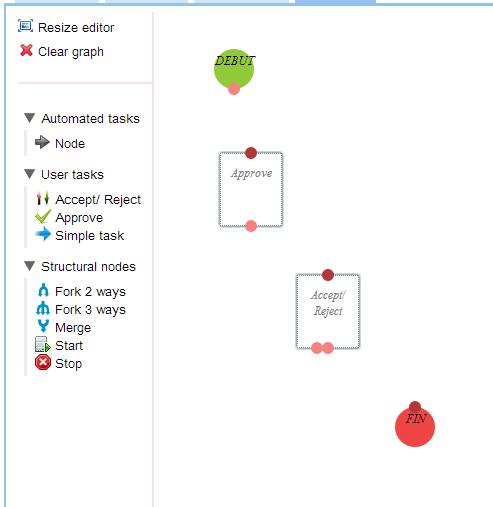 Resize editor
Clear graph
Automated tasks
Node
User tasks
Accept/ Reject
Approve
Simple task
Structural nodes
Fork 2 ways
Fork 3 ways
Merge
Start
Stop
DEBUT
Approve
Accept/
Reject
FIN